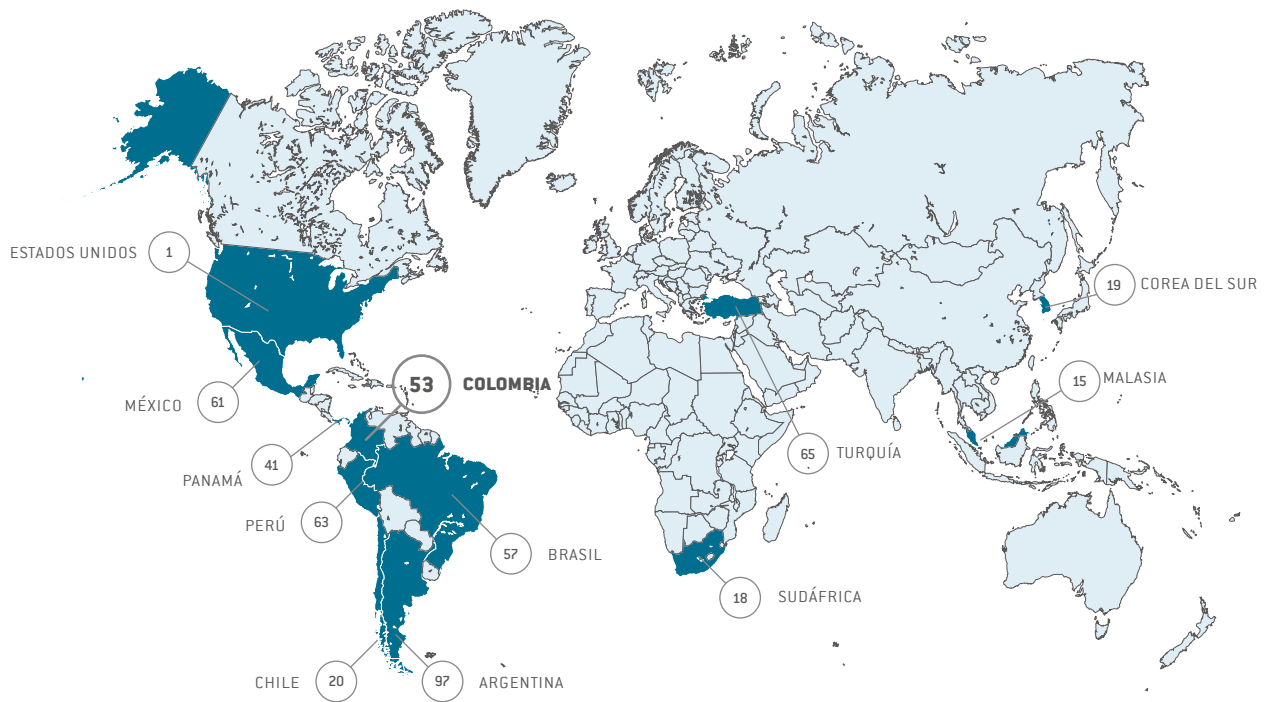 ESTADOS UNIDOS 1
19 COREA DEL SUR
53 COLOMBIA
15 MALASIA
MÉXICO 61
65 TURQUÍA
PANAMÁ 41
PERÚ 63
57 BRASIL
18 SUDÁFRICA
CHILE 20
97 ARGENTINA